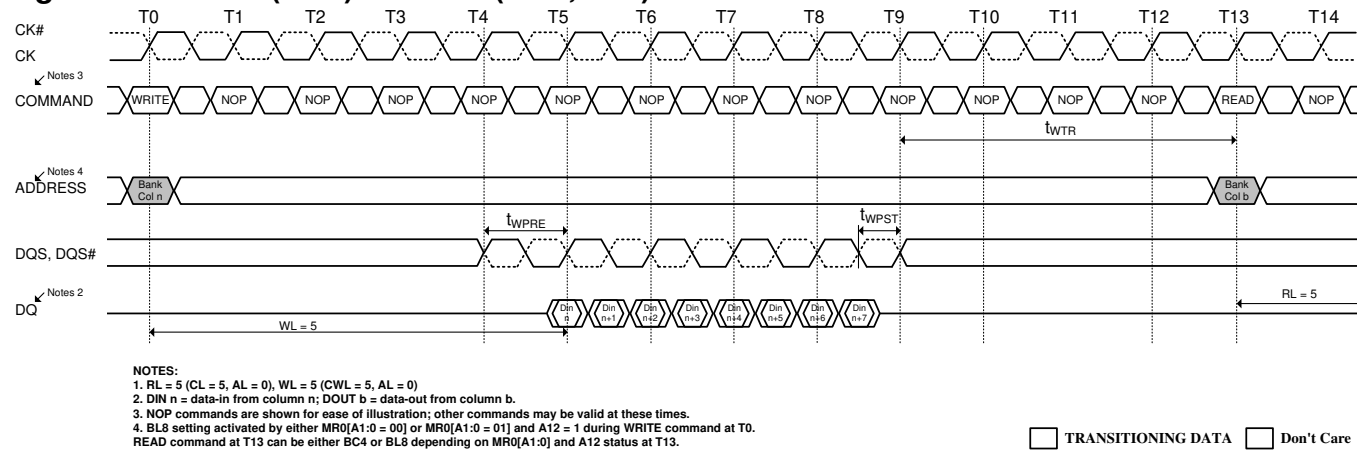 T0 T1 T2 T3 T4 T5 T6 T7 T8 T9 T10 T11 T12 T13 T14
CK#
CK
Notes 3
COMMAND WRITE NOP NOP NOP NOP NOP NOP NOP NOP NOP NOP NOP NOP READ NOP
tWTR
Notes 4
ADDRESS
Bank Bank
Col n Col b
tWPRE tWPST
DQS, DQS#
Notes 2
DQ
Din Din Din Din Din Din Din Din
n n+1 n+2 n+3 n+4 n+5 n+6 n+7
RL = 5
WL = 5
NOTES:
1. RL = 5 (CL = 5, AL = 0), WL = 5 (CWL = 5, AL = 0)
2. DIN n = data-in from column n; DOUT b = data-out from column b.
3. NOP commands are shown for ease of illustration; other commands may be valid at these times.
4. BL8 setting activated by either MR0[A1:0 = 00] or MR0[A1:0 = 01] and A12 = 1 during WRITE command at T0.
READ command at T13 can be either BC4 or BL8 depending on MR0[A1:0] and A12 status at T13.
TRANSITIONING DATA Don't Care